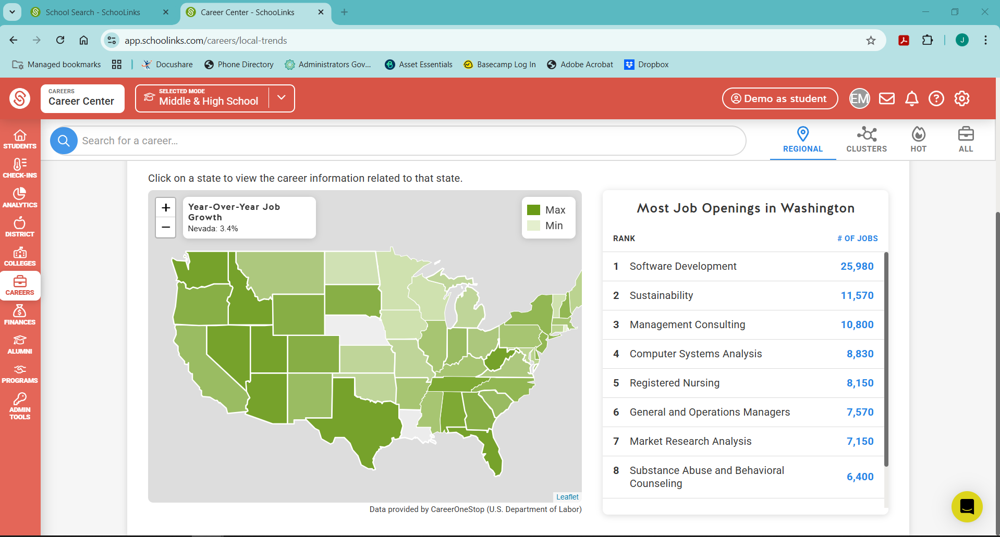 School Search - SchooLinks
Career Center - SchooLinks
app.schoolinks.com/careers/local-trends
J
Managed bookmarks
Docushare
Phone Directory
Administrators Gov...
Asset Essentials
Basecamp Log In
Adobe Acrobat
Dropbox
CAREERS
Career Center
SELECTED MODE
Middle & High School
Demo as student
EM
STUDENTS
CHECK-INS
ANALYTICS
DISTRICT
COLLEGES
CAREERS
FINANCES
ALUMNI
PROGRAMS
ADMIN
TOOLS
Search for a career...
REGIONAL
CLUSTERS
HOT
ALL
Click on a state to view the career information related to that state.
+
−
Year-Over-Year Job
Growth
Nevada: 3.4%
Max
Min
Leaflet
Data provided by CareerOneStop (U.S. Department of Labor)
Most Job Openings in Washington
RANK # OF JOBS
1 Software Development 25,980
2 Sustainability 11,570
3 Management Consulting 10,800
4 Computer Systems Analysis 8,830
5 Registered Nursing 8,150
6 General and Operations Managers 7,570
7 Market Research Analysis 7,150
8 Substance Abuse and Behavioral
Counseling 6,400